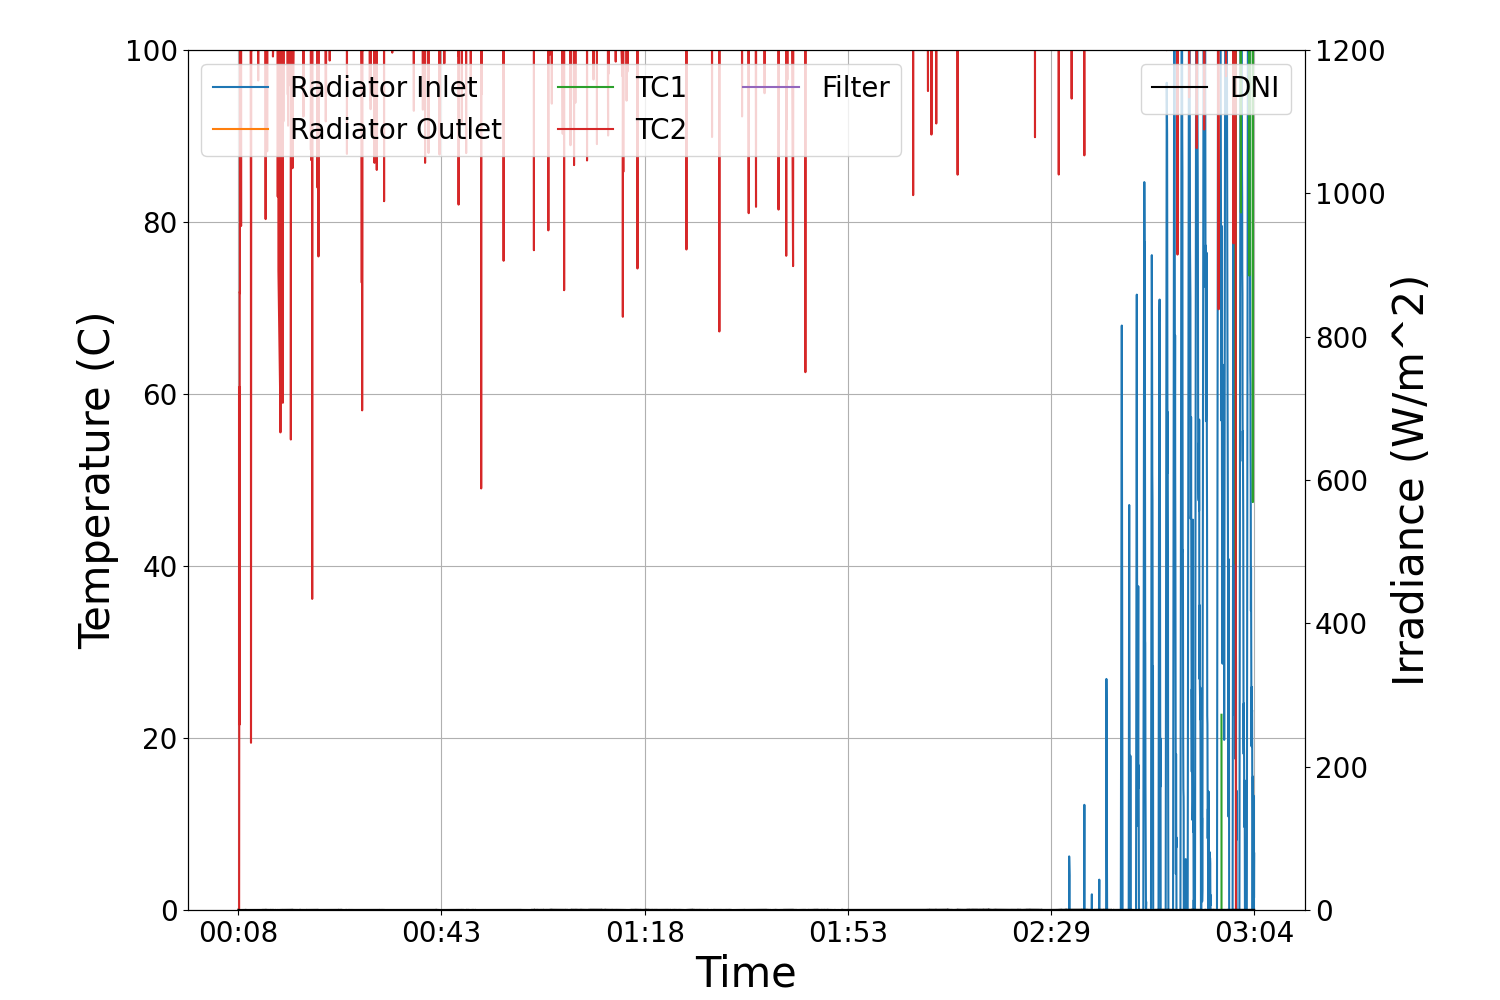 Radiator Inlet
Radiator Outlet
TC1
TC2
Filter
DNI
Temperature (C)
100
80
60
40
20
0
1200
1000
800
600
400
200
0
Irradiance (W/m^2)
00:08
00:43
01:18
01:53
02:29
03:04
Time